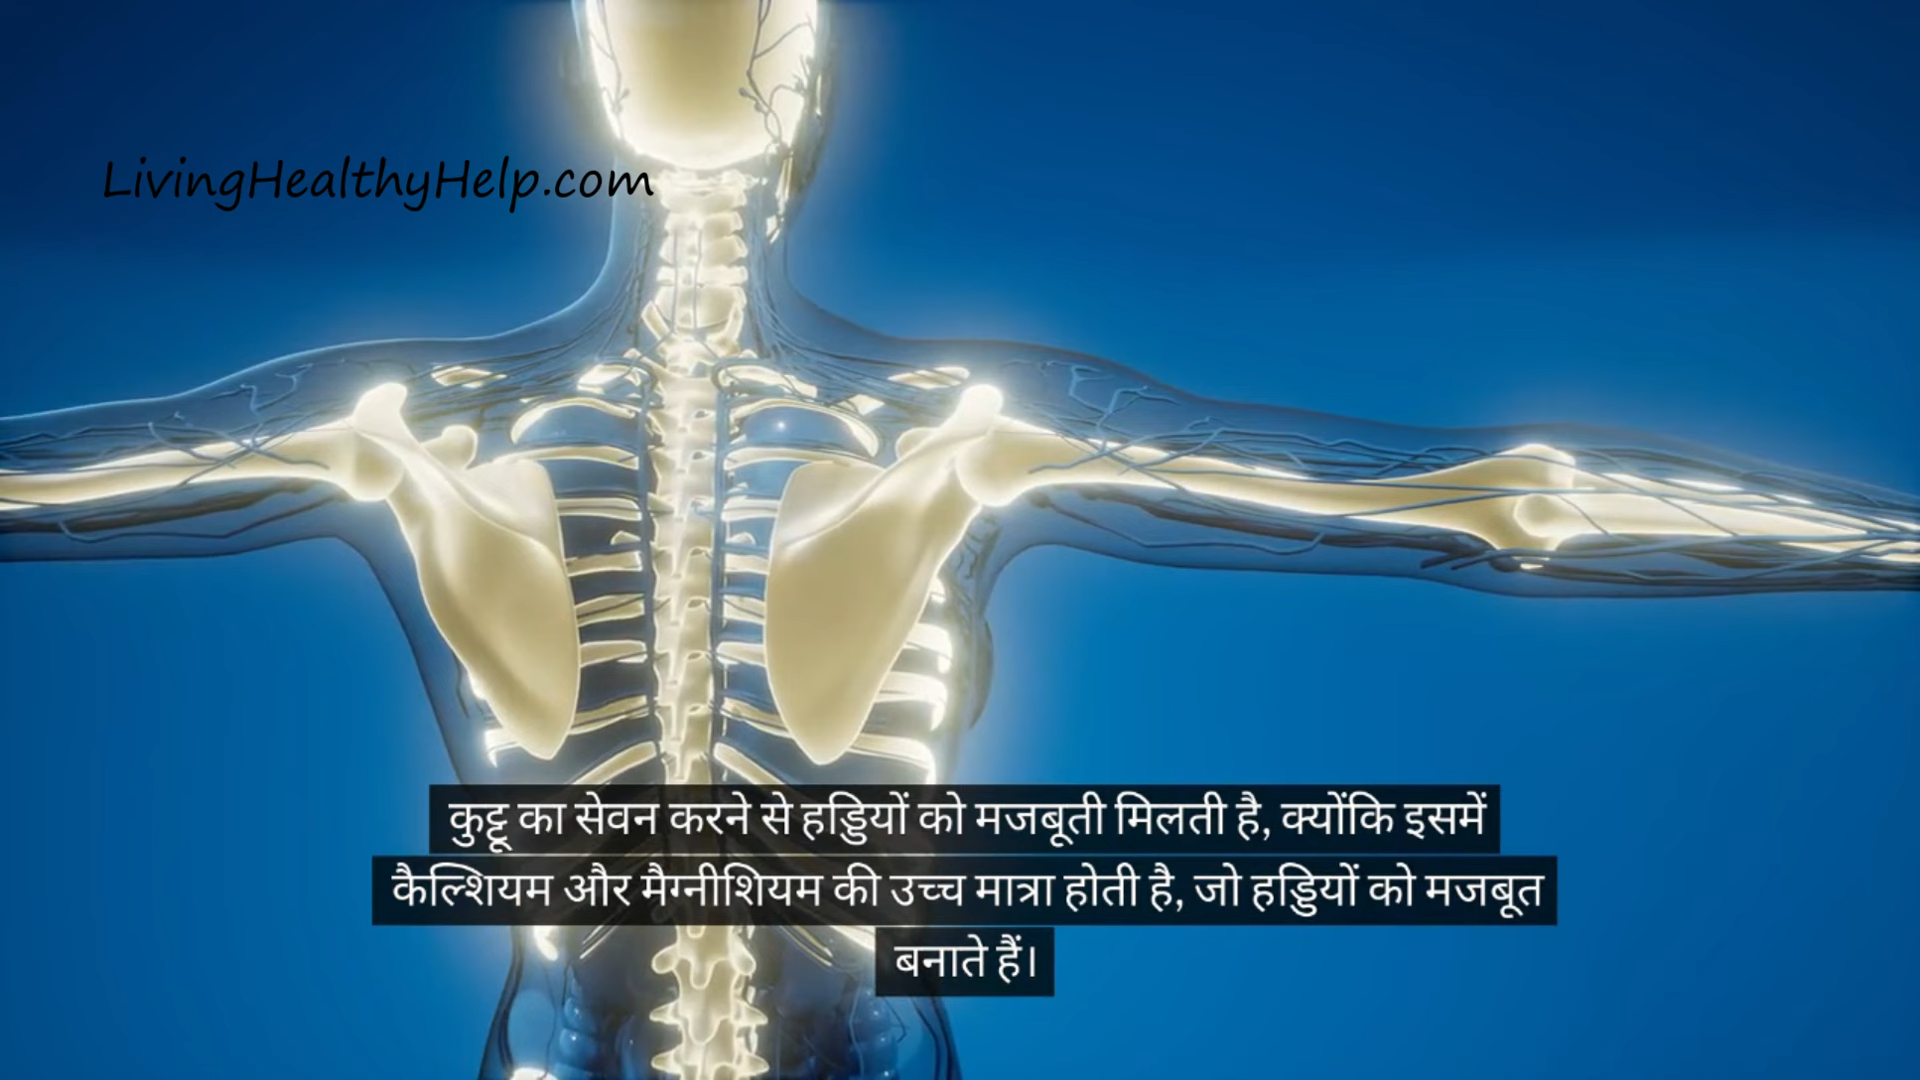 LivingHealthyHelp.com
कुट्टू का सेवन करने से हड्डियों को मजबूती मिलती है, क्योंकि इसमें
कैल्शियम और मैग्नीशियम की उच्च मात्रा होती है, जो हड्डियों को मजबूत
बनाते हैं।